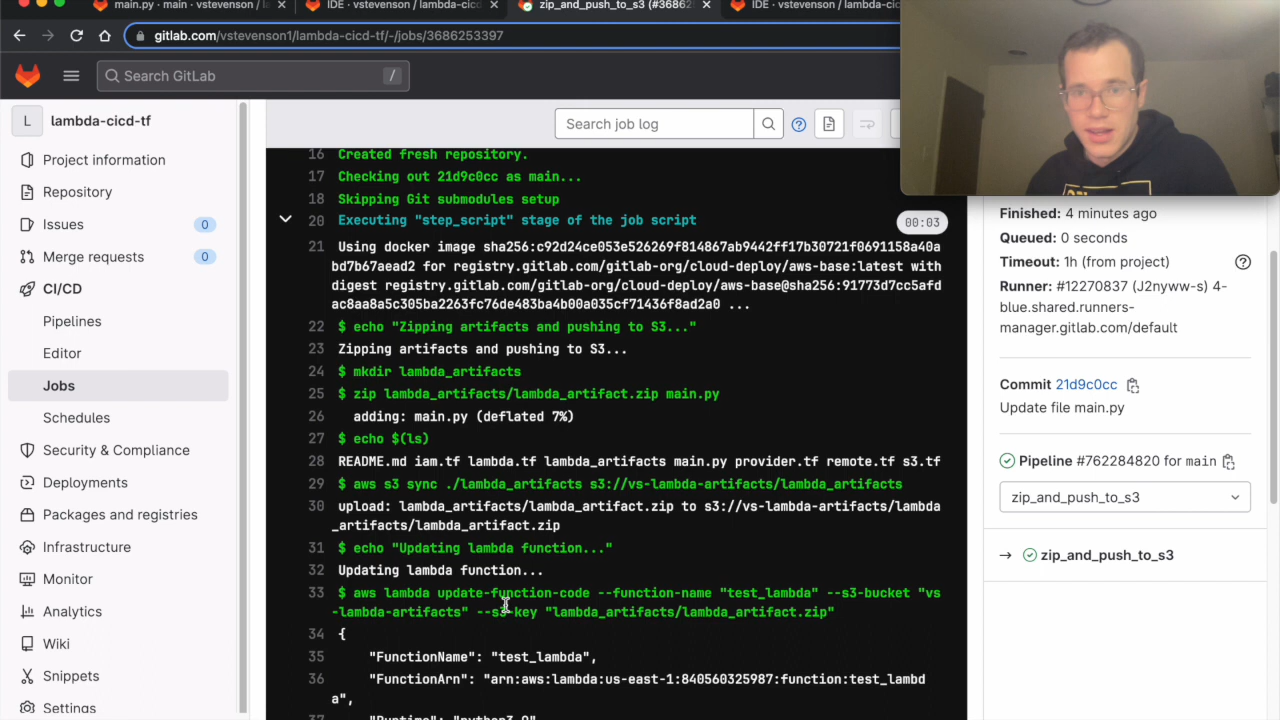 main.py · main · vstevenson / l
IDE · vstevenson / lambda-cicd
zip_and_push_to_s3 (#36862
IDE · vstevenson / lambda-cic
gitlab.com/vstevenson1/lambda-cicd-tf/-/jobs/3686253397
Search GitLab /
L lambda-cicd-tf
Project information
Repository
Issues 0
Merge requests 0
CI/CD
Pipelines
Editor
Jobs
Schedules
Security & Compliance
Deployments
Packages and registries
Infrastructure
Monitor
Analytics
Wiki
Snippets
Settings
Search job log
16 Created fresh repository.
17 Checking out 21d9c0cc as main...
18 Skipping Git submodules setup
20 Executing "step_script" stage of the job script 00:03
21 Using docker image sha256:c92d24ce053e526269f814867ab9442ff17b30721f0691158a40a
bd7b67aead2 for registry.gitlab.com/gitlab-org/cloud-deploy/aws-base:latest with
digest registry.gitlab.com/gitlab-org/cloud-deploy/aws-base@sha256:91773d7cc5afd
ac8aa8a5c305ba2263fc76de483ba4b00a035cf71436f8ad2a0 ...
22 $ echo "Zipping artifacts and pushing to S3..."
23 Zipping artifacts and pushing to S3...
24 $ mkdir lambda_artifacts
25 $ zip lambda_artifacts/lambda_artifact.zip main.py
26 adding: main.py (deflated 7%)
27 $ echo $(ls)
28 README.md iam.tf lambda.tf lambda_artifacts main.py provider.tf remote.tf s3.tf
29 $ aws s3 sync ./lambda_artifacts s3://vs-lambda-artifacts/lambda_artifacts
30 upload: lambda_artifacts/lambda_artifact.zip to s3://vs-lambda-artifacts/lambda
_artifacts/lambda_artifact.zip
31 $ echo "Updating lambda function..."
32 Updating lambda function...
33 $ aws lambda update-function-code --function-name "test_lambda" --s3-bucket "vs
-lambda-artifacts" --s3-key "lambda_artifacts/lambda_artifact.zip"
34 {
35 "FunctionName": "test_lambda",
36 "FunctionArn": "arn:aws:lambda:us-east-1:840560325987:function:test_lambd
a",
37 "Runtime": "python3.9",
Finished: 4 minutes ago
Queued: 0 seconds
Timeout: 1h (from project)
Runner: #12270837 (J2nyww-s) 4-
blue.shared.runners-
manager.gitlab.com/default
Commit 21d9c0cc
Update file main.py
Pipeline #762284820 for main
zip_and_push_to_s3
→ zip_and_push_to_s3